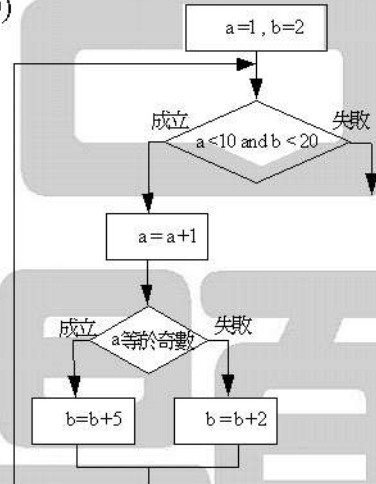 )
a=1 , b=2
成立
失敗
a <10 and b < 20
a = a+1
成立
失敗
a 等於奇數
b=b+5
b =b+2